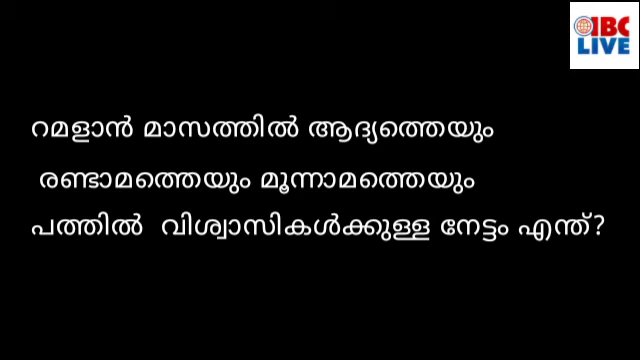 IBC
LIVE
റമളാൻ മാസത്തിൽ ആദ്യത്തെയും
രണ്ടാമത്തെയും മൂന്നാമത്തെയും
പത്തിൽ വിശ്വാസികൾക്കുള്ള നേട്ടം എന്ത്?